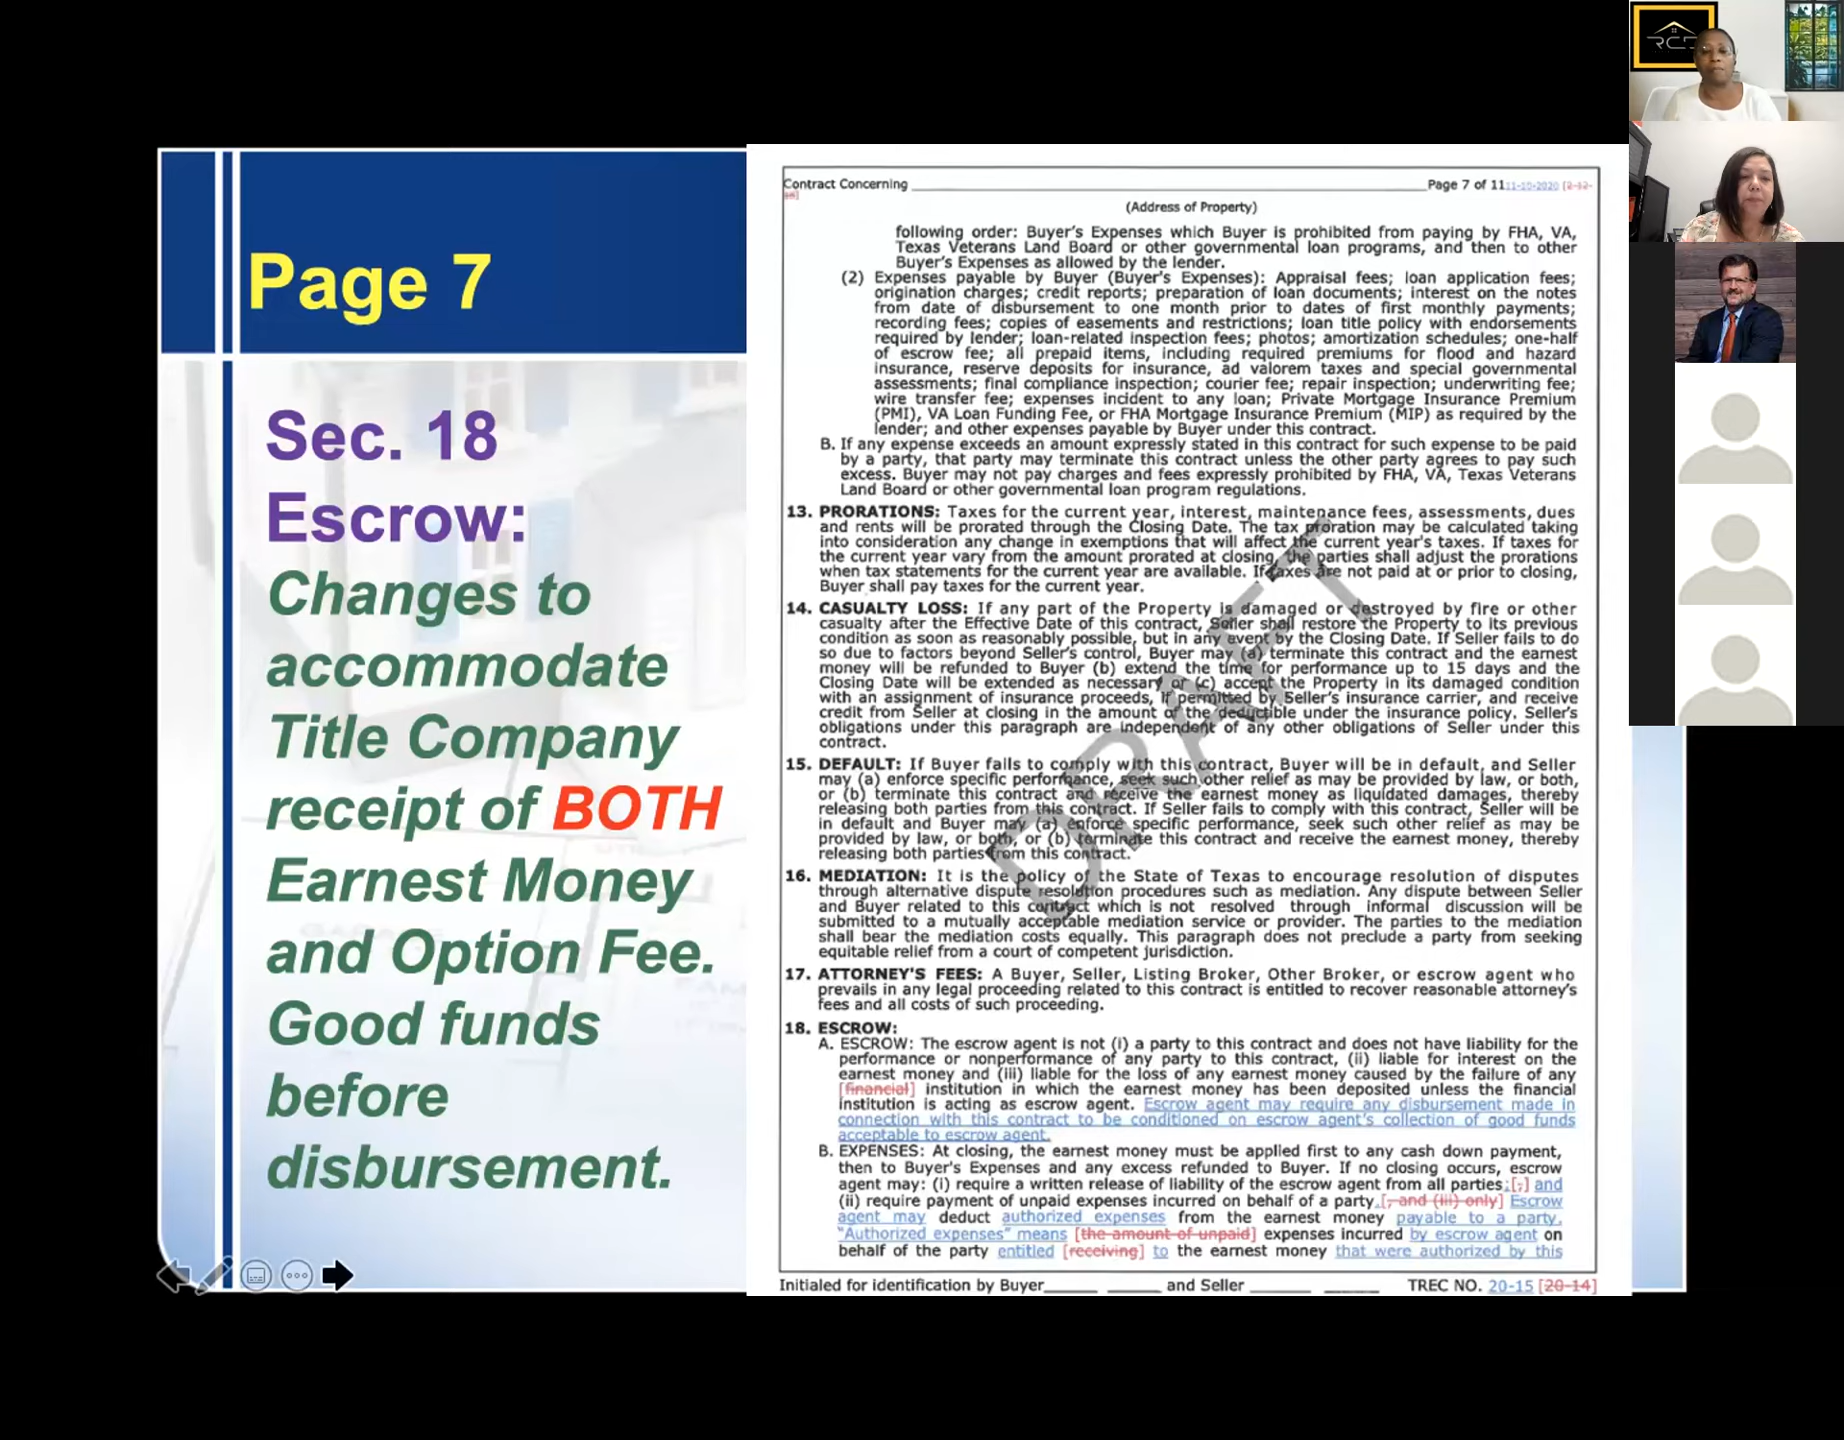 RCD
Page 7
Sec. 18
Escrow:
Changes to
accommodate
Title Company
receipt of BOTH
Earnest Money
and Option Fee.
Good funds
before
disbursement.
Contract Concerning Page 7 of 11 11-10-2020 [2-12-
18]
(Address of Property)
following order: Buyer's Expenses which Buyer is prohibited from paying by FHA, VA,
Texas Veterans Land Board or other governmental loan programs, and then to other
Buyer's Expenses as allowed by the lender.
(2) Expenses payable by Buyer (Buyer's Expenses): Appraisal fees; loan application fees;
origination charges; credit reports; preparation of loan documents; interest on the notes
from date of disbursement to one month prior to dates of first monthly payments;
recording fees; copies of easements and restrictions; loan title policy with endorsements
required by lender; loan-related inspection fees; photos; amortization schedules; one-half
of escrow fee; all prepaid items, including required premiums for flood and hazard
insurance, reserve deposits for insurance, ad valorem taxes and special governmental
assessments; final compliance inspection; courier fee; repair inspection; underwriting fee;
wire transfer fee; expenses incident to any loan; Private Mortgage Insurance Premium
(PMI), VA Loan Funding Fee, or FHA Mortgage Insurance Premium (MIP) as required by the
lender; and other expenses payable by Buyer under this contract.
B. If any expense exceeds an amount expressly stated in this contract for such expense to be paid
by a party, that party may terminate this contract unless the other party agrees to pay such
excess. Buyer may not pay charges and fees expressly prohibited by FHA, VA, Texas Veterans
Land Board or other governmental loan program regulations.
13. PRORATIONS: Taxes for the current year, interest, maintenance fees, assessments, dues
and rents will be prorated through the Closing Date. The tax proration may be calculated taking
into consideration any change in exemptions that will affect the current year's taxes. If taxes for
the current year vary from the amount prorated at closing, the parties shall adjust the prorations
when tax statements for the current year are available. If taxes are not paid at or prior to closing,
Buyer shall pay taxes for the current year.
14. CASUALTY LOSS: If any part of the Property is damaged or destroyed by fire or other
casualty after the Effective Date of this contract, Seller shall restore the Property to its previous
condition as soon as reasonably possible, but in any event by the Closing Date. If Seller fails to do
so due to factors beyond Seller's control, Buyer may (a) terminate this contract and the earnest
money will be refunded to Buyer (b) extend the time for performance up to 15 days and the
Closing Date will be extended as necessary or (c) accept the Property in its damaged condition
with an assignment of insurance proceeds, if permitted by Seller's insurance carrier, and receive
credit from Seller at closing in the amount of the deductible under the insurance policy. Seller's
obligations under this paragraph are independent of any other obligations of Seller under this
contract.
15. DEFAULT: If Buyer fails to comply with this contract, Buyer will be in default, and Seller
may (a) enforce specific performance, seek such other relief as may be provided by law, or both,
or (b) terminate this contract and receive the earnest money as liquidated damages, thereby
releasing both parties from this contract. If Seller fails to comply with this contract, Seller will be
in default and Buyer may (a) enforce specific performance, seek such other relief as may be
provided by law, or both, or (b) terminate this contract and receive the earnest money, thereby
releasing both parties from this contract.
16. MEDIATION: It is the policy of the State of Texas to encourage resolution of disputes
through alternative dispute resolution procedures such as mediation. Any dispute between Seller
and Buyer related to this contract which is not resolved through informal discussion will be
submitted to a mutually acceptable mediation service or provider. The parties to the mediation
shall bear the mediation costs equally. This paragraph does not preclude a party from seeking
equitable relief from a court of competent jurisdiction.
17. ATTORNEY'S FEES: A Buyer, Seller, Listing Broker, Other Broker, or escrow agent who
prevails in any legal proceeding related to this contract is entitled to recover reasonable attorney's
fees and all costs of such proceeding.
18. ESCROW:
A. ESCROW: The escrow agent is not (i) a party to this contract and does not have liability for the
performance or nonperformance of any party to this contract, (ii) liable for interest on the
earnest money and (iii) liable for the loss of any earnest money caused by the failure of any
[financial] institution in which the earnest money has been deposited unless the financial
institution is acting as escrow agent. Escrow agent may require any disbursement made in
connection with this contract to be conditioned on escrow agent's collection of good funds
acceptable to escrow agent.
B. EXPENSES: At closing, the earnest money must be applied first to any cash down payment,
then to Buyer's Expenses and any excess refunded to Buyer. If no closing occurs, escrow
agent may: (i) require a written release of liability of the escrow agent from all parties;[,] and
(ii) require payment of unpaid expenses incurred on behalf of a party.[, and (iii) only] Escrow
agent may deduct authorized expenses from the earnest money payable to a party.
"Authorized expenses" means [the amount of unpaid] expenses incurred by escrow agent on
behalf of the party entitled [receiving] to the earnest money that were authorized by this
DRAFT
Initialed for identification by Buyer and Seller TREC NO. 20-15 [20-14]